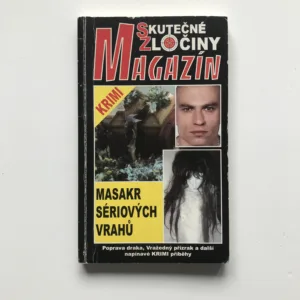 SKUTEČNÉ
ZLOČINY
MAGAZÍN
KRIMI
MASAKR
SÉRIOVÝCH
VRAHŮ
Poprava draka, Vražedný přízrak a další
napínavé KRIMI příběhy